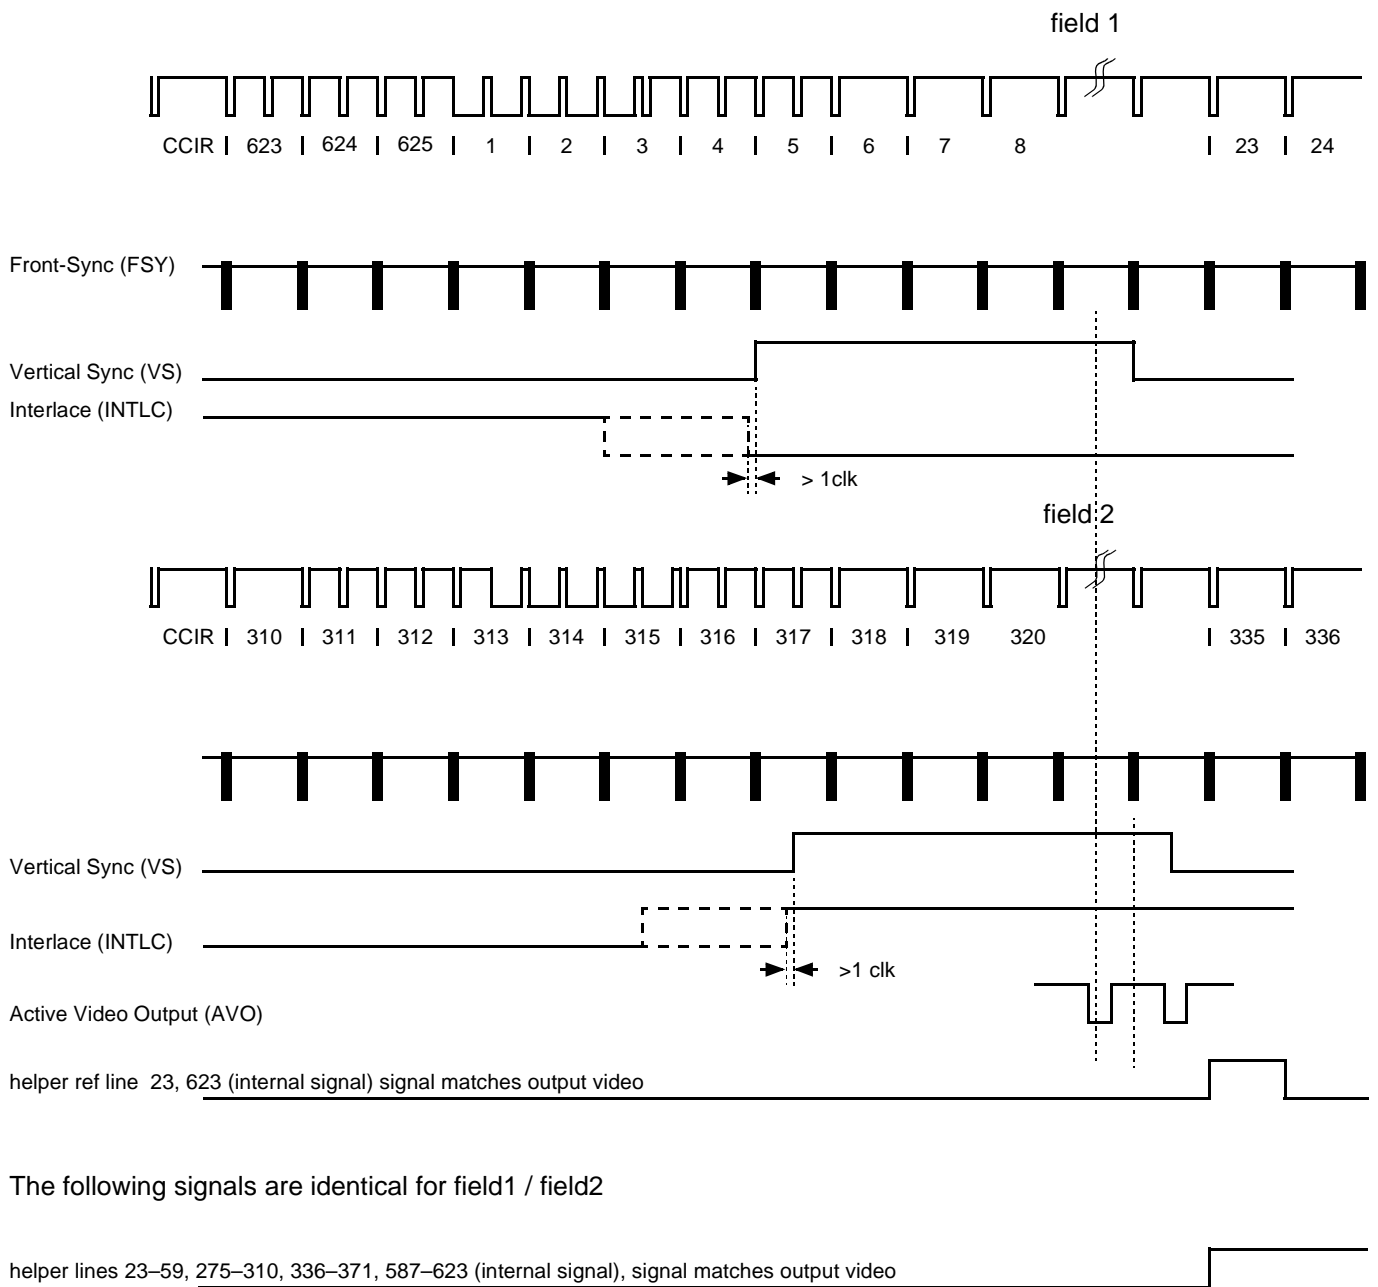 field 1
CCIR | 623 | 624 | 625 | 1 | 2 | 3 | 4 | 5 | 6 | 7 8 | 23 | 24
Front-Sync (FSY)
Vertical Sync (VS)
Interlace (INTLC)
> 1clk
field 2
CCIR | 310 | 311 | 312 | 313 | 314 | 315 | 316 | 317 | 318 | 319 320 | 335 | 336
Vertical Sync (VS)
Interlace (INTLC)
>1 clk
Active Video Output (AVO)
helper ref line 23, 623 (internal signal) signal matches output video
The following signals are identical for field1 / field2
helper lines 23–59, 275–310, 336–371, 587–623 (internal signal), signal matches output video